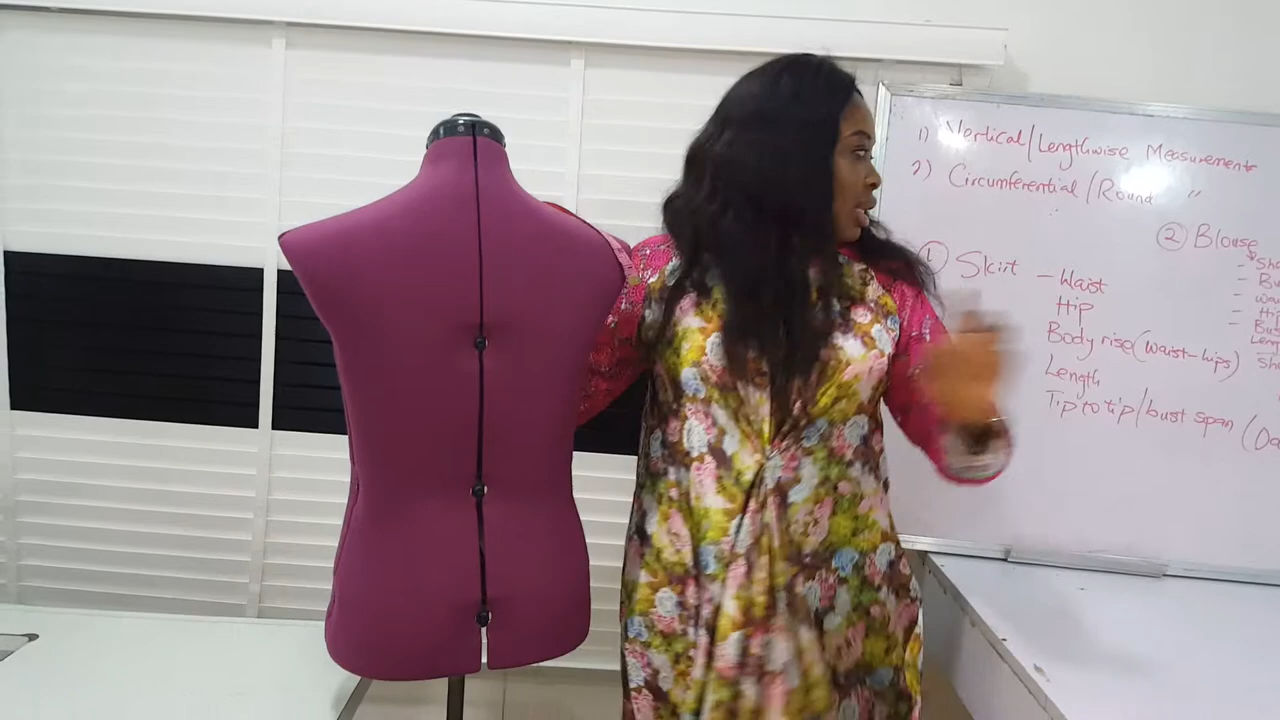 1) Vertical/Lengthwise Measurements
2) Circumferential/Round "
① Skirt - Waist
Hip
Body rise (waist-hips)
Length
Tip to tip/bust span
② Blouse